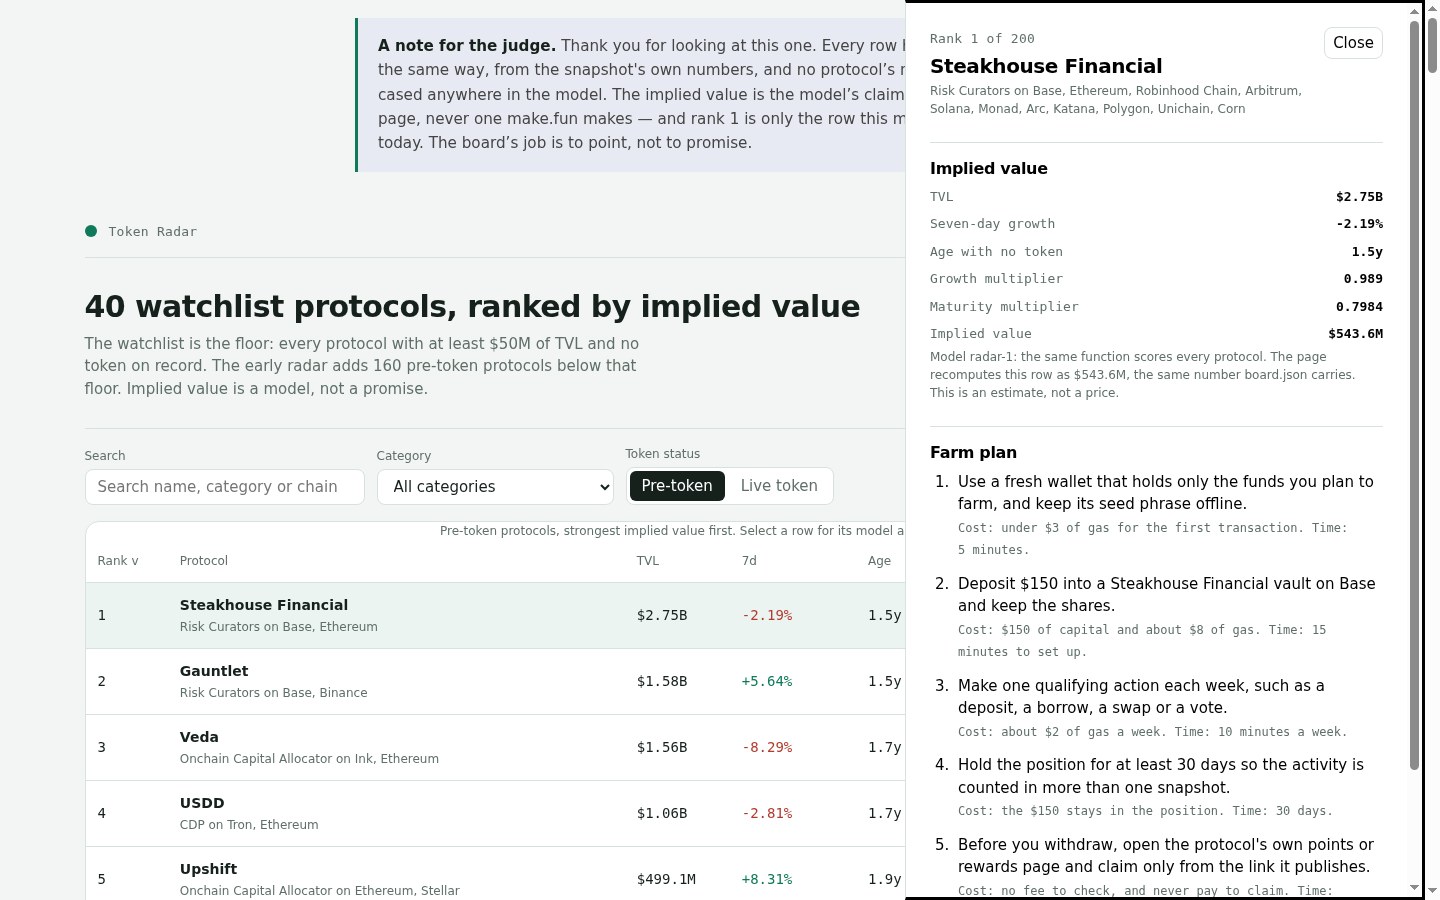 A note for the judge. Thank you for looking at this one. Every row
the same way, from the snapshot's own numbers, and no protocol's
cased anywhere in the model. The implied value is the model's claim
page, never one make.fun makes — and rank 1 is only the row this
today. The board's job is to point, not to promise.
Token Radar
40 watchlist protocols, ranked by implied value
The watchlist is the floor: every protocol with at least $50M of TVL and no
token on record. The early radar adds 160 pre-token protocols below that
floor. Implied value is a model, not a promise.
Search
Category
Token status
Search name, category or chain
All categories
Pre-token
Live token
Pre-token protocols, strongest implied value first. Select a row for its model
Rank v Protocol TVL 7d Age
1 Steakhouse Financial $2.75B -2.19% 1.5y
Risk Curators on Base, Ethereum
2 Gauntlet $1.58B +5.64% 1.5y
Risk Curators on Base, Binance
3 Veda $1.56B -8.29% 1.7y
Onchain Capital Allocator on Ink, Ethereum
4 USDD $1.06B -2.81% 1.7y
CDP on Tron, Ethereum
5 Upshift $499.1M +8.31% 1.9y
Onchain Capital Allocator on Ethereum, Stellar
Rank 1 of 200
Close
Steakhouse Financial
Risk Curators on Base, Ethereum, Robinhood Chain, Arbitrum,
Solana, Monad, Arc, Katana, Polygon, Unichain, Corn
Implied value
TVL $2.75B
Seven-day growth -2.19%
Age with no token 1.5y
Growth multiplier 0.989
Maturity multiplier 0.7984
Implied value $543.6M
Model radar-1: the same function scores every protocol. The page
recomputes this row as $543.6M, the same number board.json carries.
This is an estimate, not a price.
Farm plan
1. Use a fresh wallet that holds only the funds you plan to
farm, and keep its seed phrase offline.
Cost: under $3 of gas for the first transaction. Time:
5 minutes.
2. Deposit $150 into a Steakhouse Financial vault on Base
and keep the shares.
Cost: $150 of capital and about $8 of gas. Time: 15
minutes to set up.
3. Make one qualifying action each week, such as a
deposit, a borrow, a swap or a vote.
Cost: about $2 of gas a week. Time: 10 minutes a week.
4. Hold the position for at least 30 days so the activity is
counted in more than one snapshot.
Cost: the $150 stays in the position. Time: 30 days.
5. Before you withdraw, open the protocol's own points or
rewards page and claim only from the link it publishes.
Cost: no fee to check, and never pay to claim. Time: